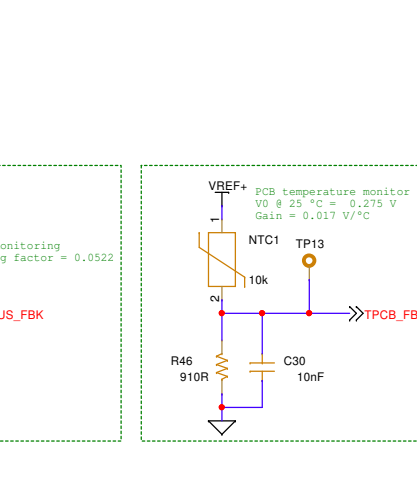 VREF+
PCB temperature monitor
V0 @ 25 °C =  0.275 V
Gain = 0.017 V/°C
1
NTC1
TP13
onitoring
g factor = 0.0522
10k
2
US_FBK
TPCB_FB
R46
910R
C30
10nF